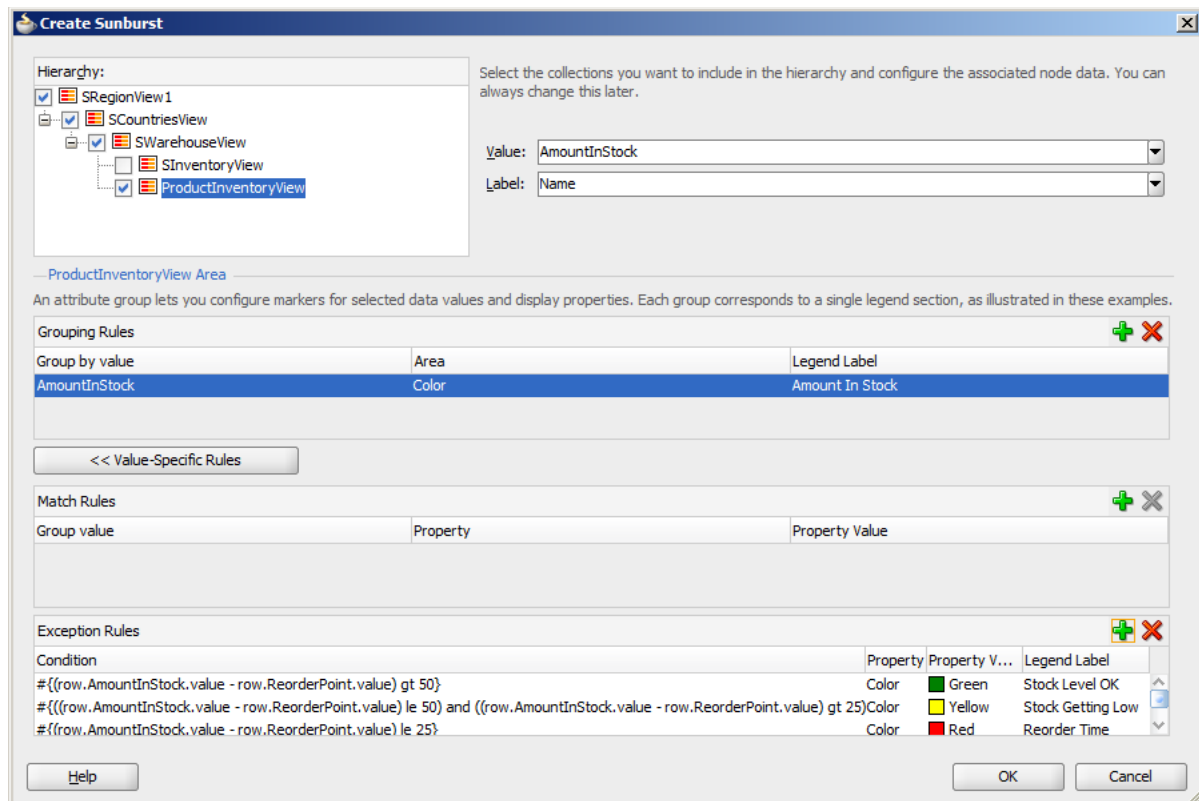 Create Sunburst
Hierarchy:
SRegionView1
SCountriesView
SWarehouseView
SInventoryView
ProductInventoryView
Select the collections you want to include in the hierarchy and configure the associated node data. You can
always change this later.
Value: AmountInStock
Label: Name
ProductInventoryView Area
An attribute group lets you configure markers for selected data values and display properties. Each group corresponds to a single legend section, as illustrated in these examples.
Grouping Rules
Group by value Area Legend Label
AmountInStock Color Amount In Stock
<< Value-Specific Rules
Match Rules
Group value Property Property Value
Exception Rules
Condition Property Property V... Legend Label
#{(row.AmountInStock.value - row.ReorderPoint.value) gt 50} Color Green Stock Level OK
#{((row.AmountInStock.value - row.ReorderPoint.value) le 50) and ((row.AmountInStock.value - row.ReorderPoint.value) gt 25) Color Yellow Stock Getting Low
#{(row.AmountInStock.value - row.ReorderPoint.value) le 25} Color Red Reorder Time
Help OK Cancel